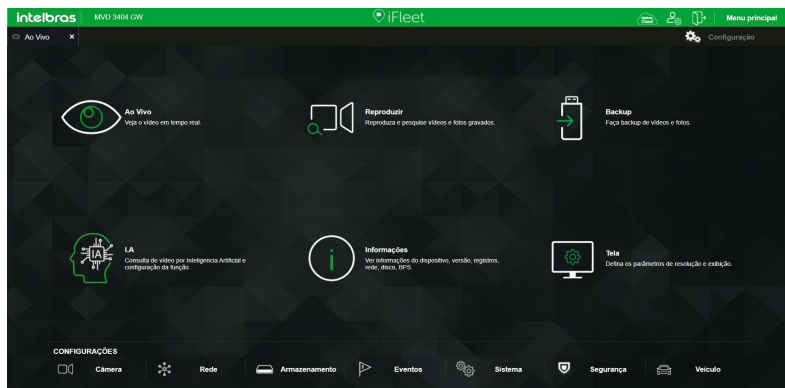 intelbras MVD 3404 GW iFleet Intelbras Cloud Menu principal
Ao Vivo × Configuração
Ao Vivo
Veja o vídeo em tempo real.
Reproduzir
Reproduza e pesquise vídeos e fotos gravados.
Backup
Faça backup de vídeos e fotos.
IA
I.A
Consulta de vídeo por Inteligencia Artificial e
configuração da função.
i
Informações
Ver informações do dispositivo, versão, registros,
rede, disco, BPS.
Tela
Defina os parâmetros de resolução e exibição.
CONFIGURAÇÕES
Câmera Rede Armazenamento Eventos Sistema Segurança Veículo